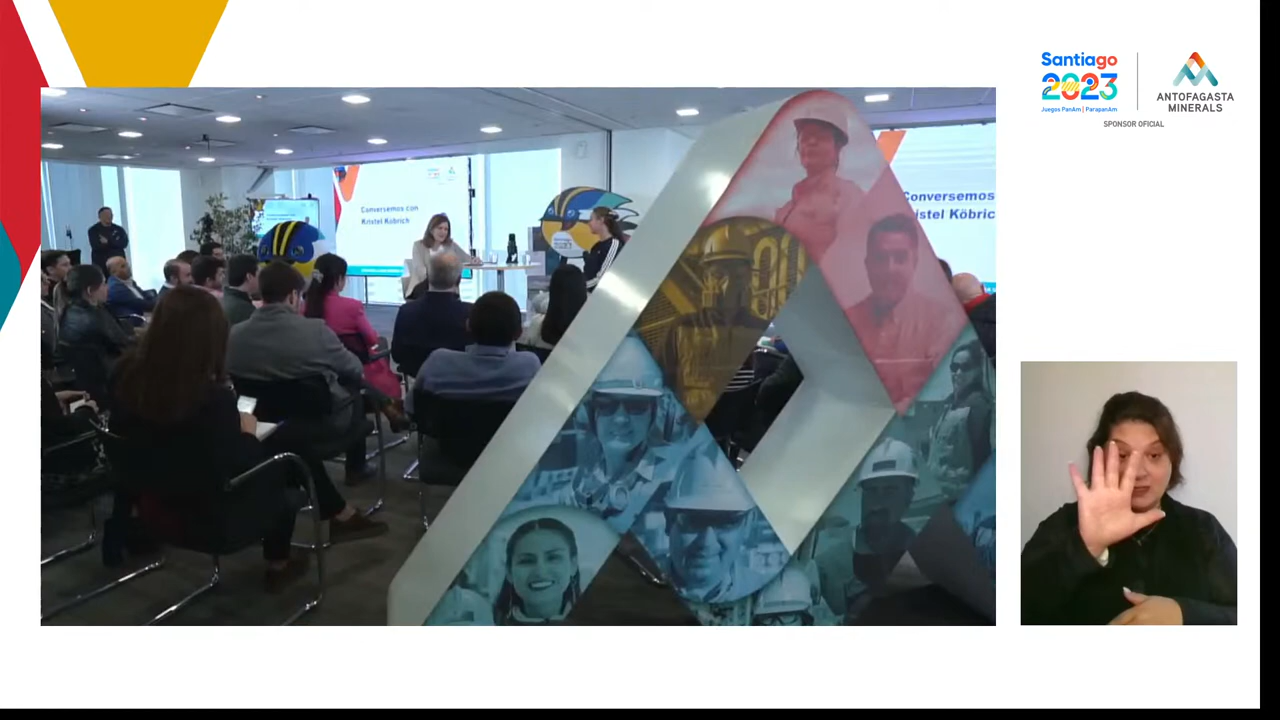 Santiago
2023
Juegos PanAm | ParapanAm
ANTOFAGASTA
MINERALS
SPONSOR OFICIAL
Conversemos con
Kristel Köbrich
Conversemos
Kristel Köbric